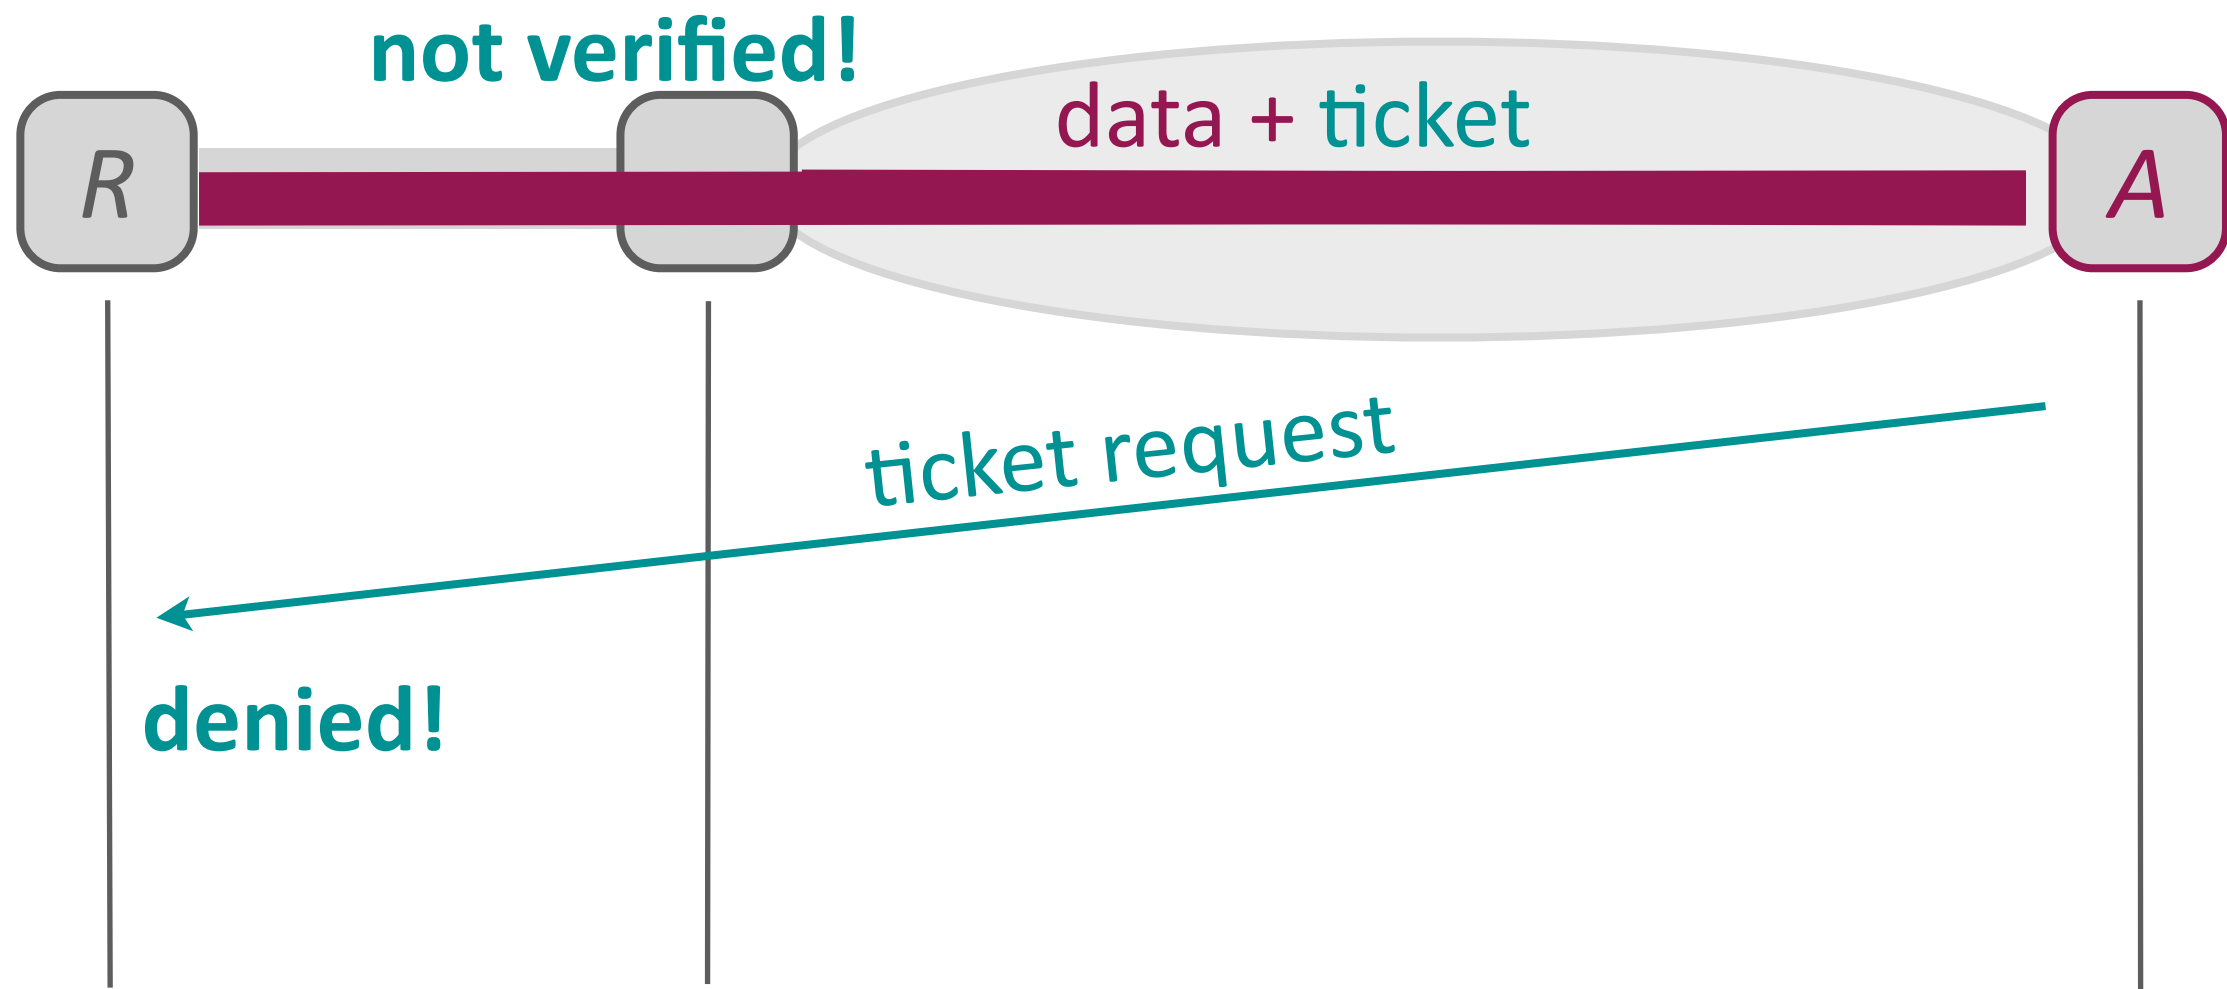 not verified!
data + ticket
R
A
ticket request
denied!